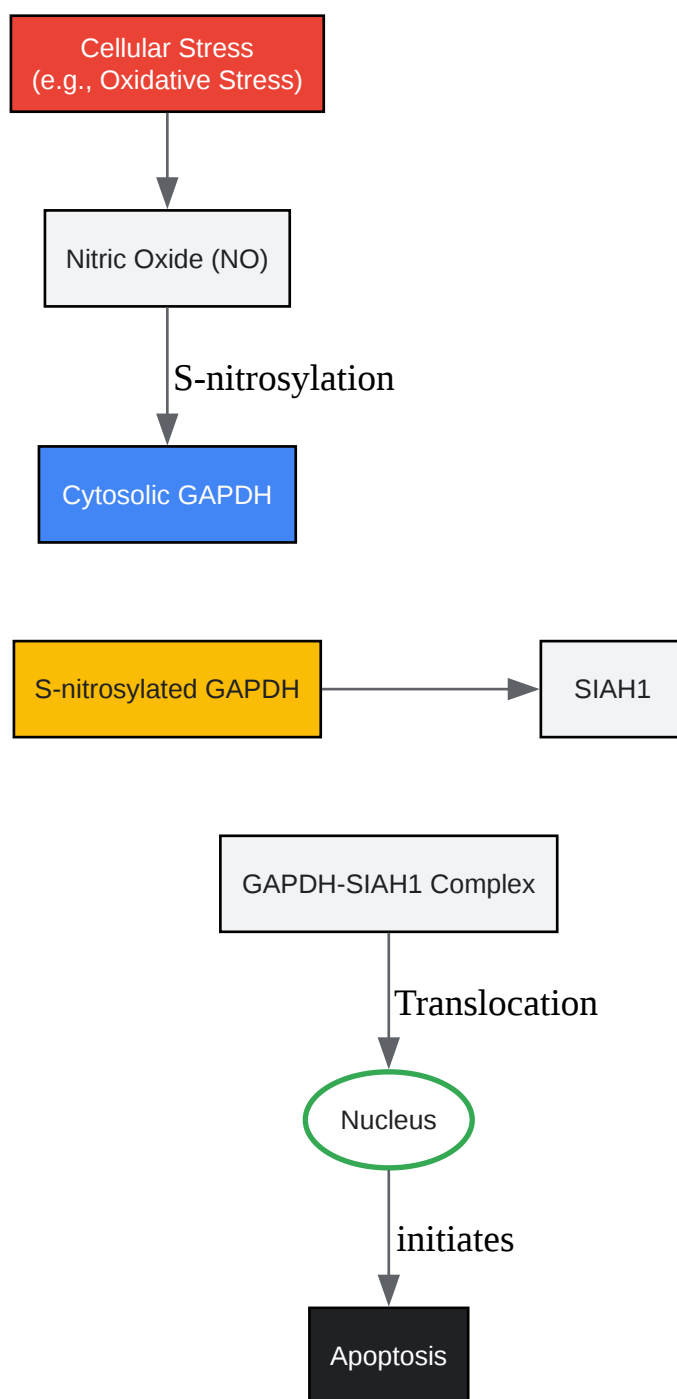 Cellular Stress
(e.g., Oxidative Stress)
Nitric Oxide (NO)
S-nitrosylation
Cytosolic GAPDH
S-nitrosylated GAPDH
SIAH1
GAPDH-SIAH1 Complex
Translocation
Nucleus
initiates
Apoptosis